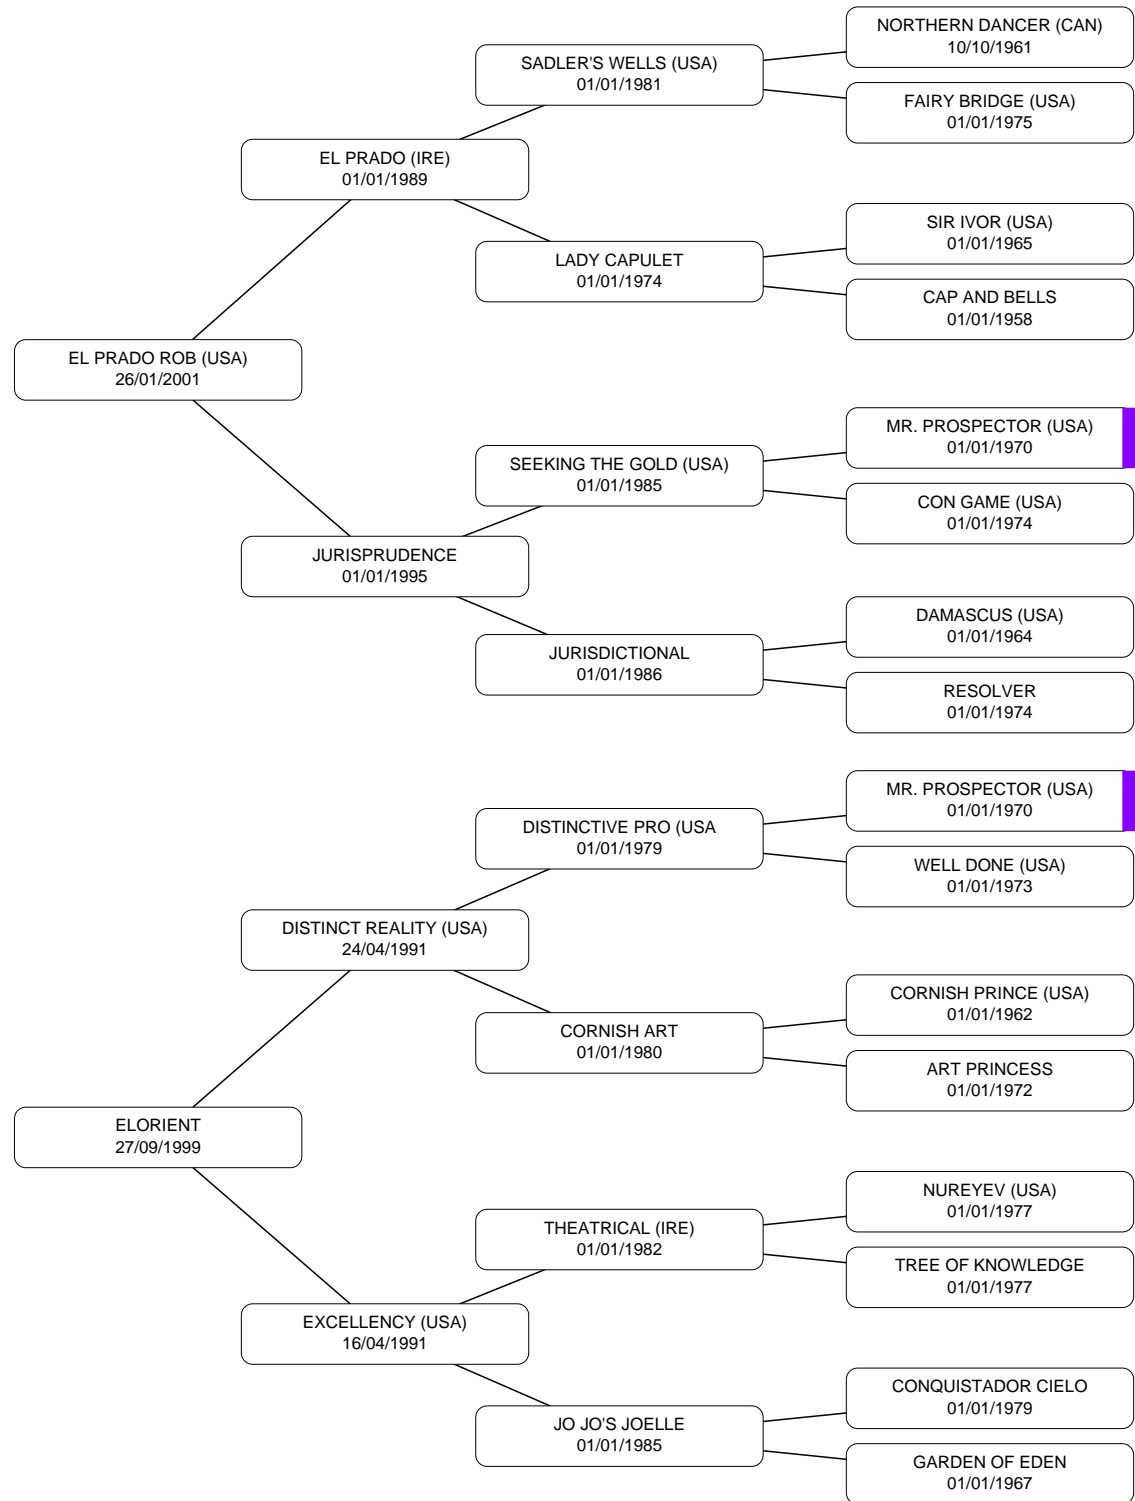 NORTHERN DANCER (CAN)
10/10/1961
SADLER'S WELLS (USA)
01/01/1981
FAIRY BRIDGE (USA)
01/01/1975
EL PRADO (IRE)
01/01/1989
SIR IVOR (USA)
01/01/1965
LADY CAPULET
01/01/1974
CAP AND BELLS
01/01/1958
EL PRADO ROB (USA)
26/01/2001
MR. PROSPECTOR (USA)
01/01/1970
SEEKING THE GOLD (USA)
01/01/1985
CON GAME (USA)
01/01/1974
JURISPRUDENCE
01/01/1995
DAMASCUS (USA)
01/01/1964
JURISDICTIONAL
01/01/1986
RESOLVER
01/01/1974
MR. PROSPECTOR (USA)
01/01/1970
DISTINCTIVE PRO (USA
01/01/1979
WELL DONE (USA)
01/01/1973
DISTINCT REALITY (USA)
24/04/1991
CORNISH PRINCE (USA)
01/01/1962
CORNISH ART
01/01/1980
ART PRINCESS
01/01/1972
ELORIENT
27/09/1999
NUREYEV (USA)
01/01/1977
THEATRICAL (IRE)
01/01/1982
TREE OF KNOWLEDGE
01/01/1977
EXCELLENCY (USA)
16/04/1991
CONQUISTADOR CIELO
01/01/1979
JO JO'S JOELLE
01/01/1985
GARDEN OF EDEN
01/01/1967